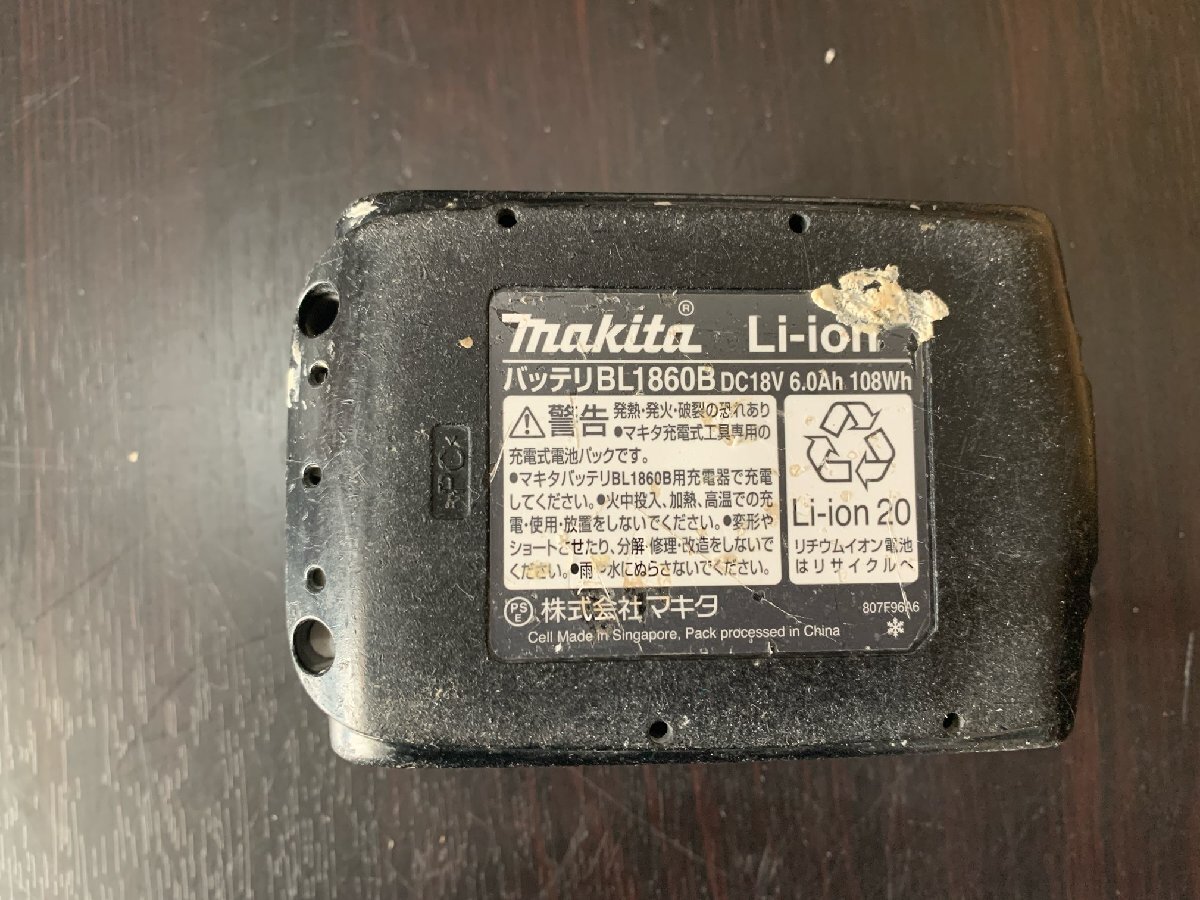 makita® Li-ion
バッテリBL1860B DC18V 6.0Ah 108Wh
警告 発熱・発火・破裂の恐れあり
●マキタ充電式工具専用の
充電式電池パックです。
●マキタバッテリBL1860B用充電器で充電
してください。●火中投入、加熱、高温での充
電・使用・放置をしないでください。●変形や
ショートさせたり、分解・修理・改造をしないで
ください。●雨や水にぬらさないでください。
Li-ion 20
リチウムイオン電池
はリサイクルへ
PSE 株式会社マキタ
807F96A6
Cell Made in Singapore, Pack processed in China